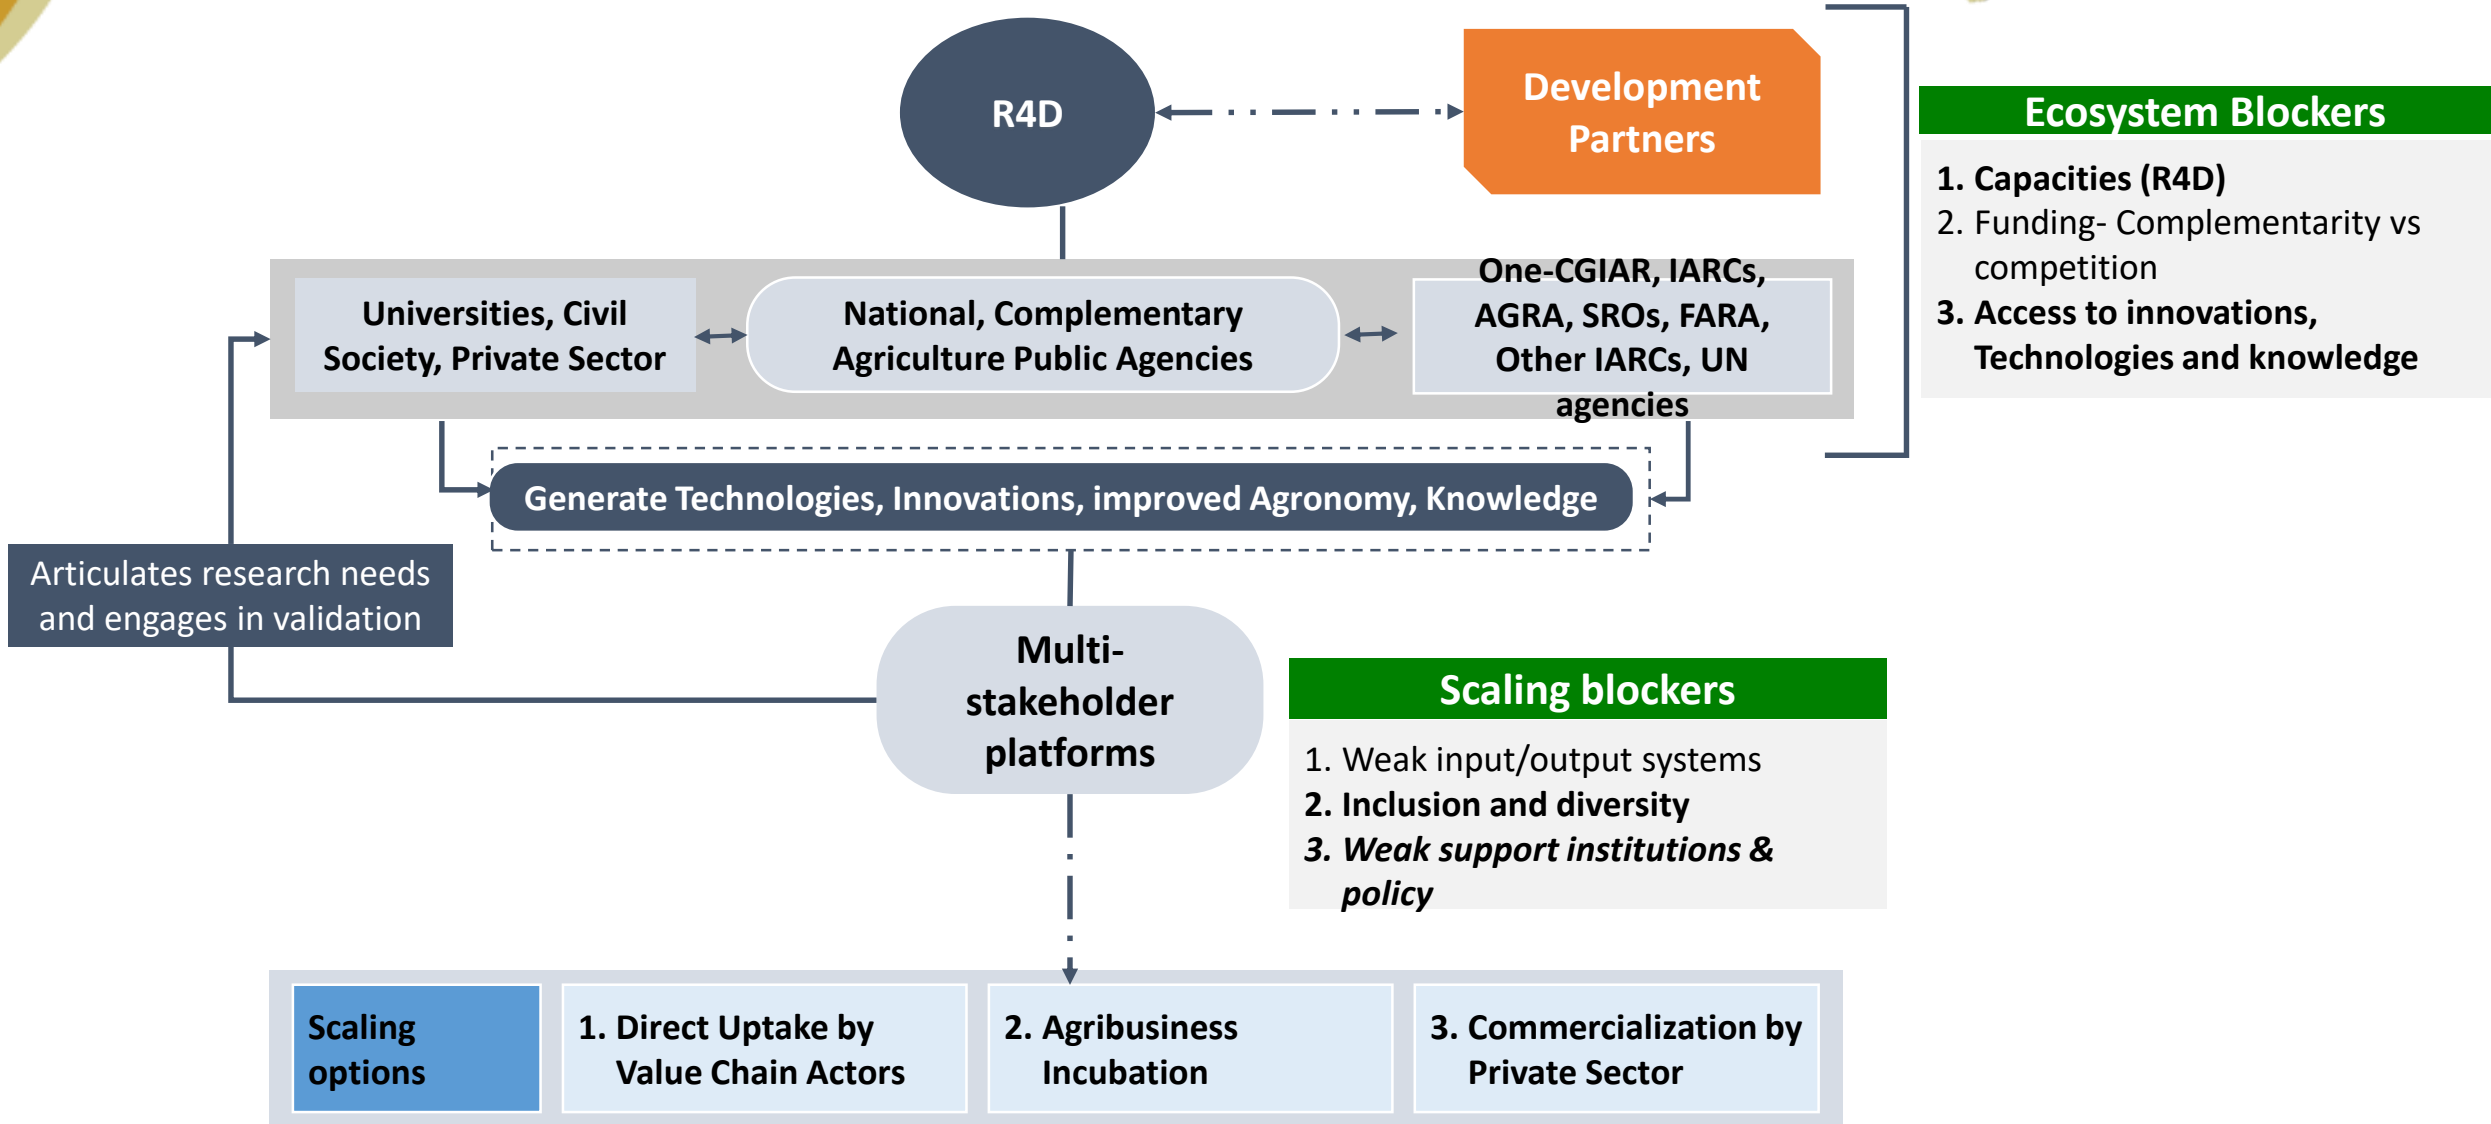 R4D
Development
Partners
Ecosystem Blockers
1. Capacities (R4D)
2. Funding- Complementarity vs
competition
3. Access to innovations,
Technologies and knowledge
Universities, Civil
Society, Private Sector
National, Complementary
Agriculture Public Agencies
One-CGIAR, IARCs,
AGRA, SROs, FARA,
Other IARCs, UN
agencies
Generate Technologies, Innovations, improved Agronomy, Knowledge
Articulates research needs
and engages in validation
Multi-
stakeholder
platforms
Scaling blockers
1. Weak input/output systems
2. Inclusion and diversity
3. Weak support institutions &
policy
Scaling
options
1. Direct Uptake by
Value Chain Actors
2. Agribusiness
Incubation
3. Commercialization by
Private Sector